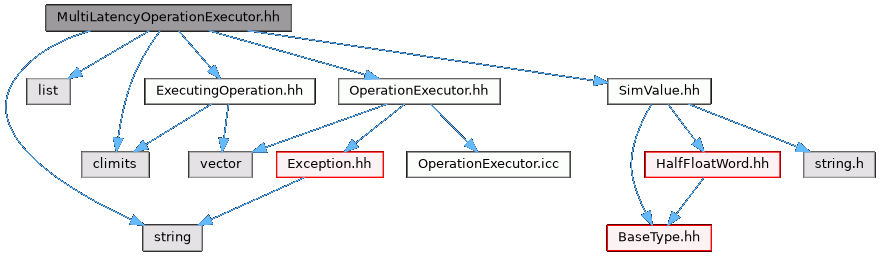 MultiLatencyOperationExecutor.hh
list
ExecutingOperation.hh
OperationExecutor.hh
SimValue.hh
climits
vector
Exception.hh
OperationExecutor.icc
HalfFloatWord.hh
string.h
string
BaseType.hh